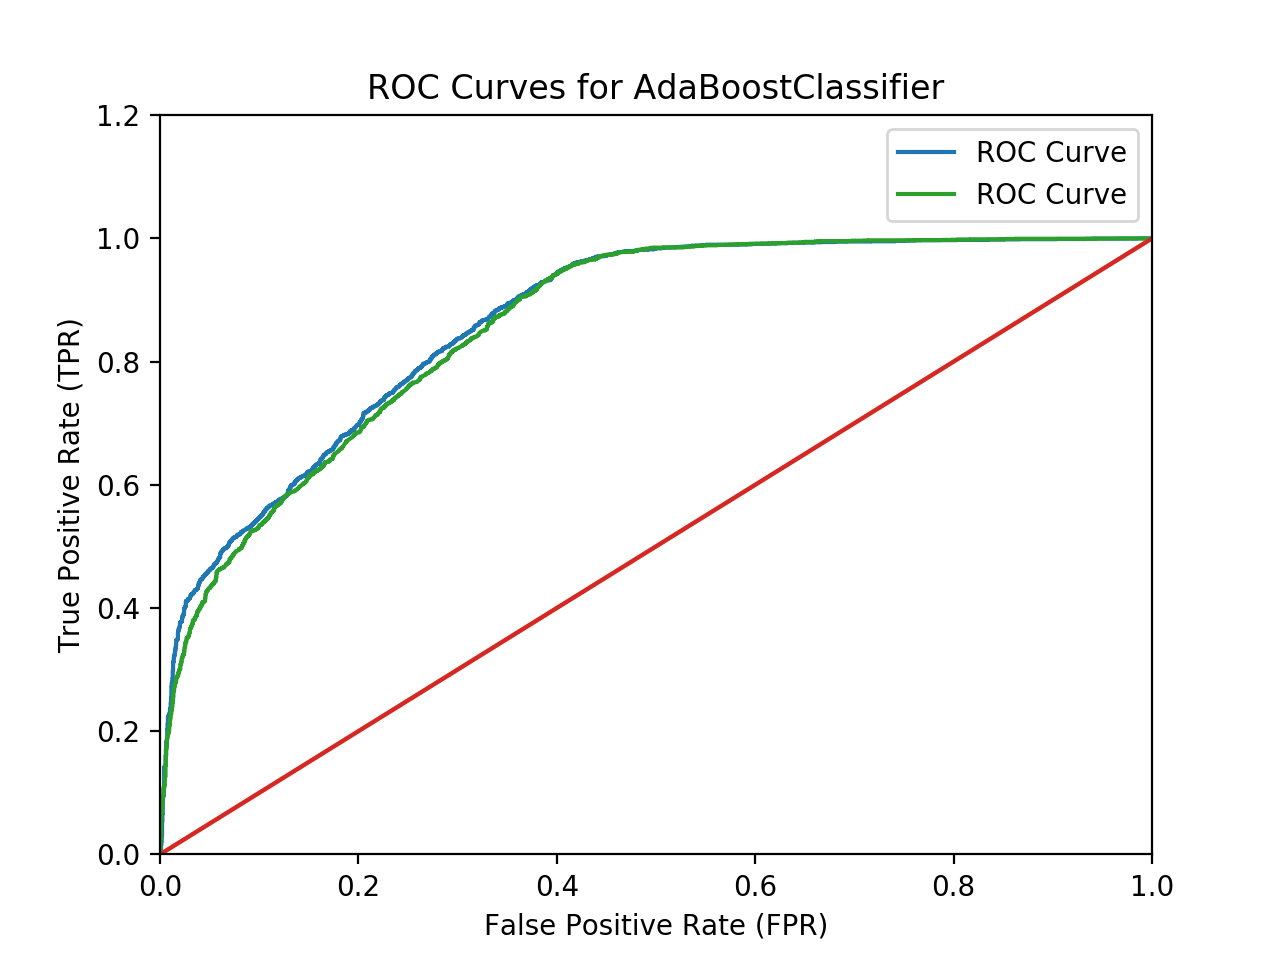 ROC Curves for AdaBoostClassifier
1.2
ROC Curve
ROC Curve
1.0
0.8
0.6
0.4
0.2
0.0
True Positive Rate (TPR)
0.0 0.2 0.4 0.6 0.8 1.0
False Positive Rate (FPR)